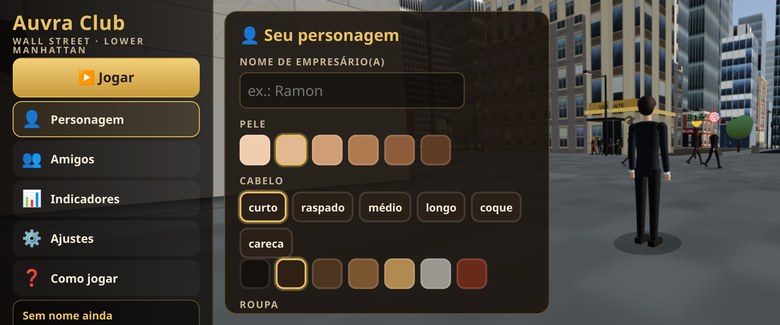 Auvra Club
WALL STREET · LOWER
MANHATTAN
Jogar
Personagem
Amigos
Indicadores
Ajustes
Como jogar
Sem nome ainda
Seu personagem
NOME DE EMPRESÁRIO(A)
ex.: Ramon
PELE
CABELO
curto raspado médio longo coque
careca
ROUPA